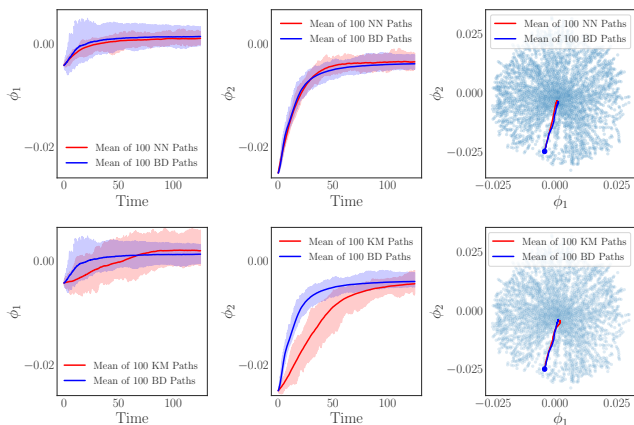 0.00
−0.02
ϕ1
Mean of 100 NN Paths
Mean of 100 BD Paths
0
50
100
Time
0.00
−0.02
ϕ2
Mean of 100 NN Paths
Mean of 100 BD Paths
0
50
100
Time
0.025
0.000
−0.025
ϕ2
Mean of 100 NN Paths
Mean of 100 BD Paths
−0.025
0.000
0.025
ϕ1
0.00
−0.02
ϕ1
Mean of 100 KM Paths
Mean of 100 BD Paths
0
50
100
Time
0.00
−0.02
ϕ2
Mean of 100 KM Paths
Mean of 100 BD Paths
0
50
100
Time
0.025
0.000
−0.025
ϕ2
Mean of 100 KM Paths
Mean of 100 BD Paths
−0.025
0.000
0.025
ϕ1